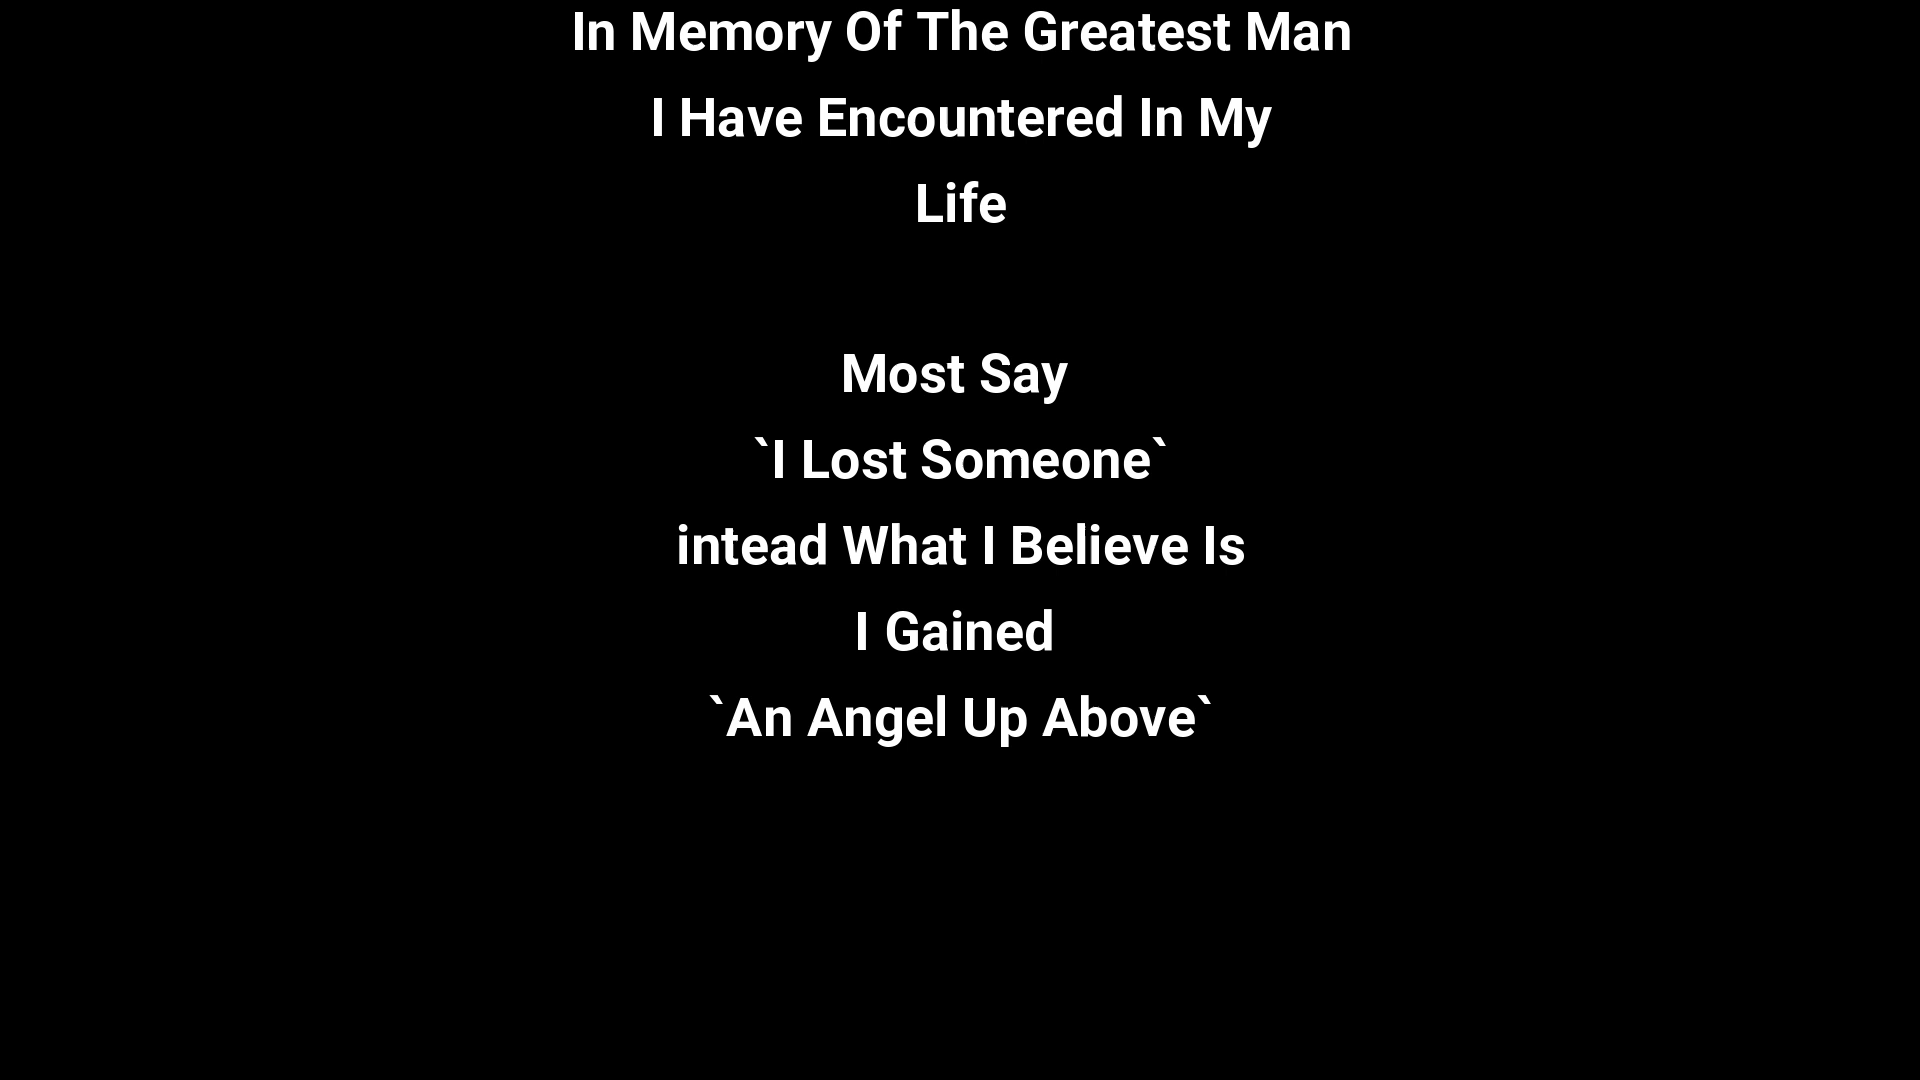 In Memory Of The Greatest Man
I Have Encountered In My
Life
Most Say
`I Lost Someone`
intead What I Believe Is
I Gained
`An Angel Up Above`